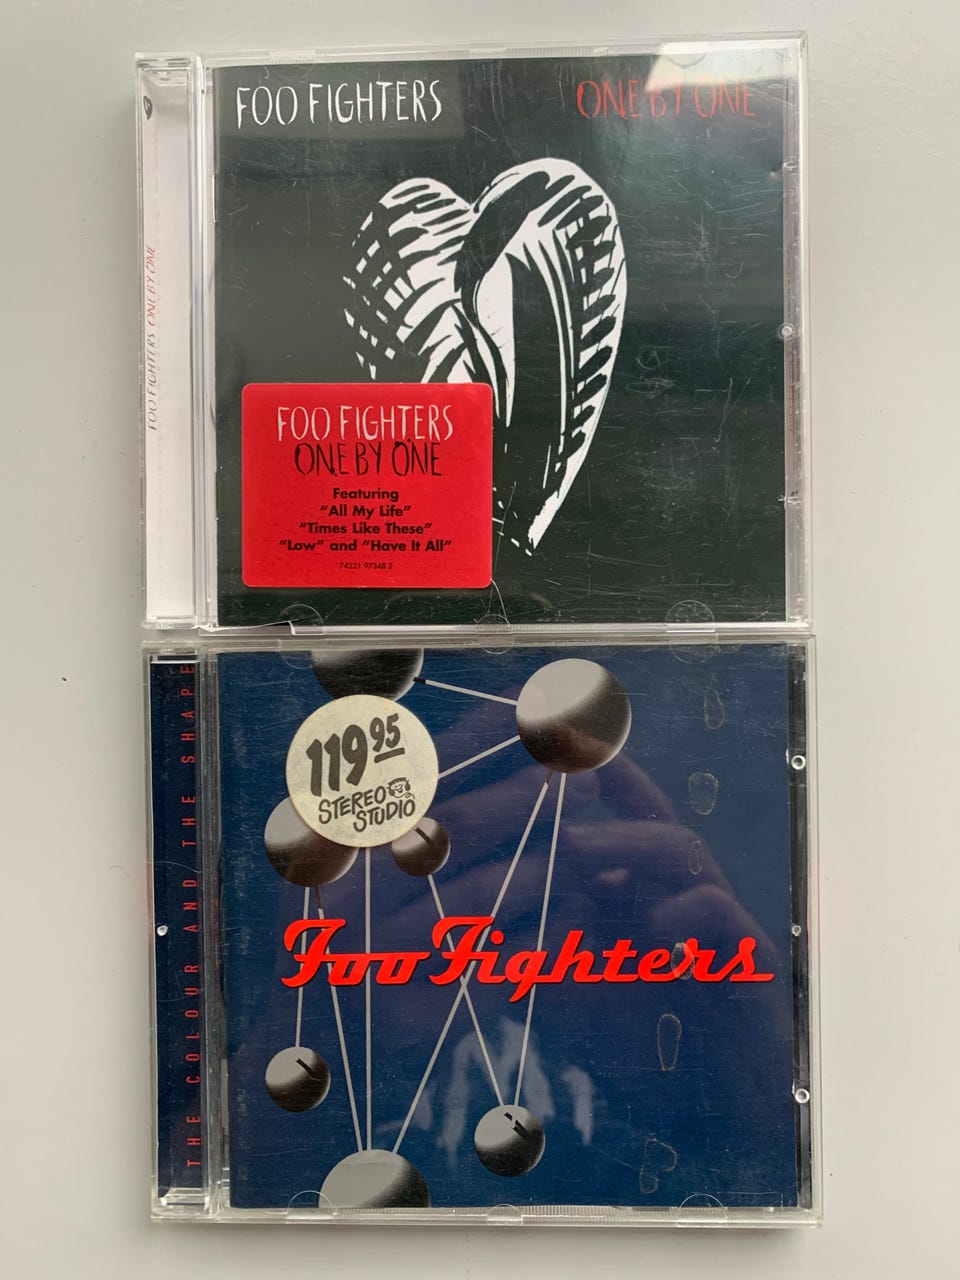 FOO FIGHTERS
ONE BY ONE
FOO FIGHTERS ONE BY ONE
FOO FIGHTERS
ONE BY ONE
Featuring
"All My Life"
"Times Like These"
"Low" and "Have It All"
74321 97348 2
THE COLOUR AND THE SHAPE
119 95
STEREO
STUDIO
Foo Fighters